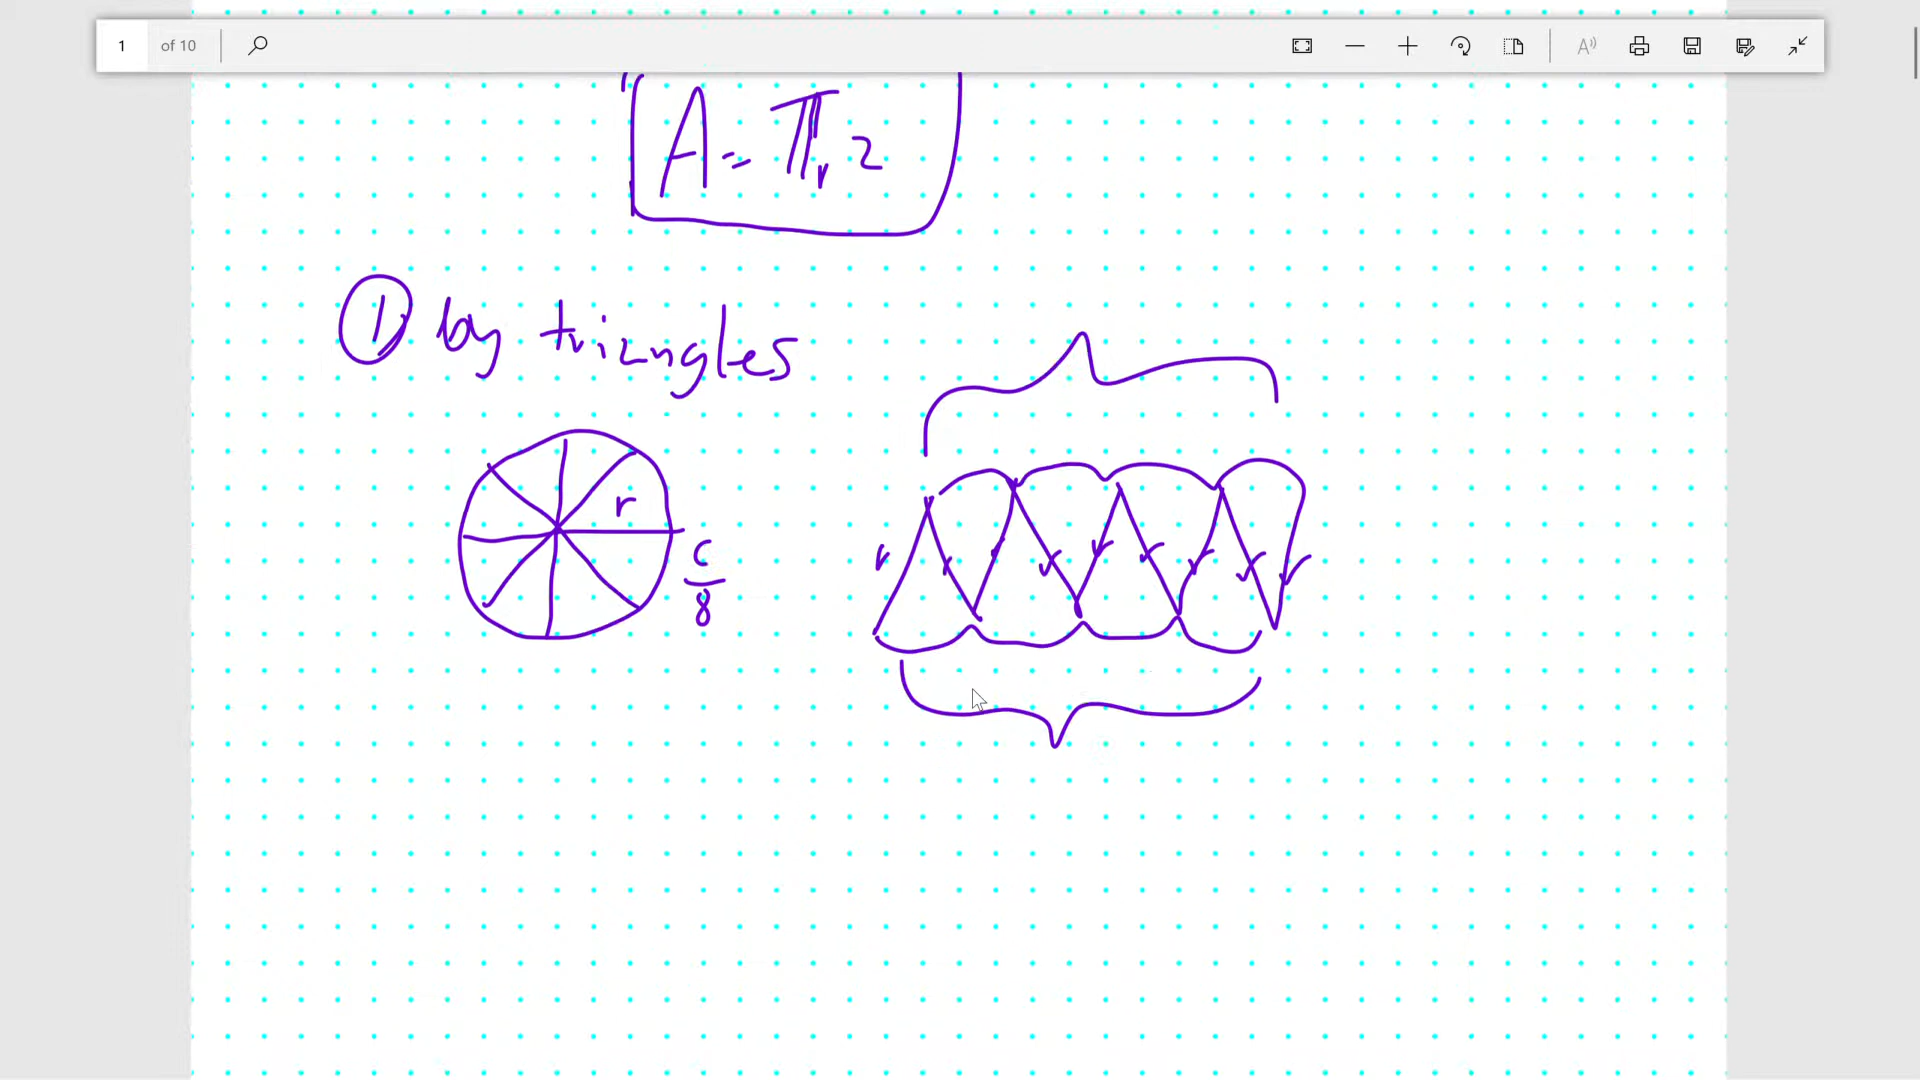 1 of 10
A = πr2
① by triangles
r
c
8
r r r r r r r r r